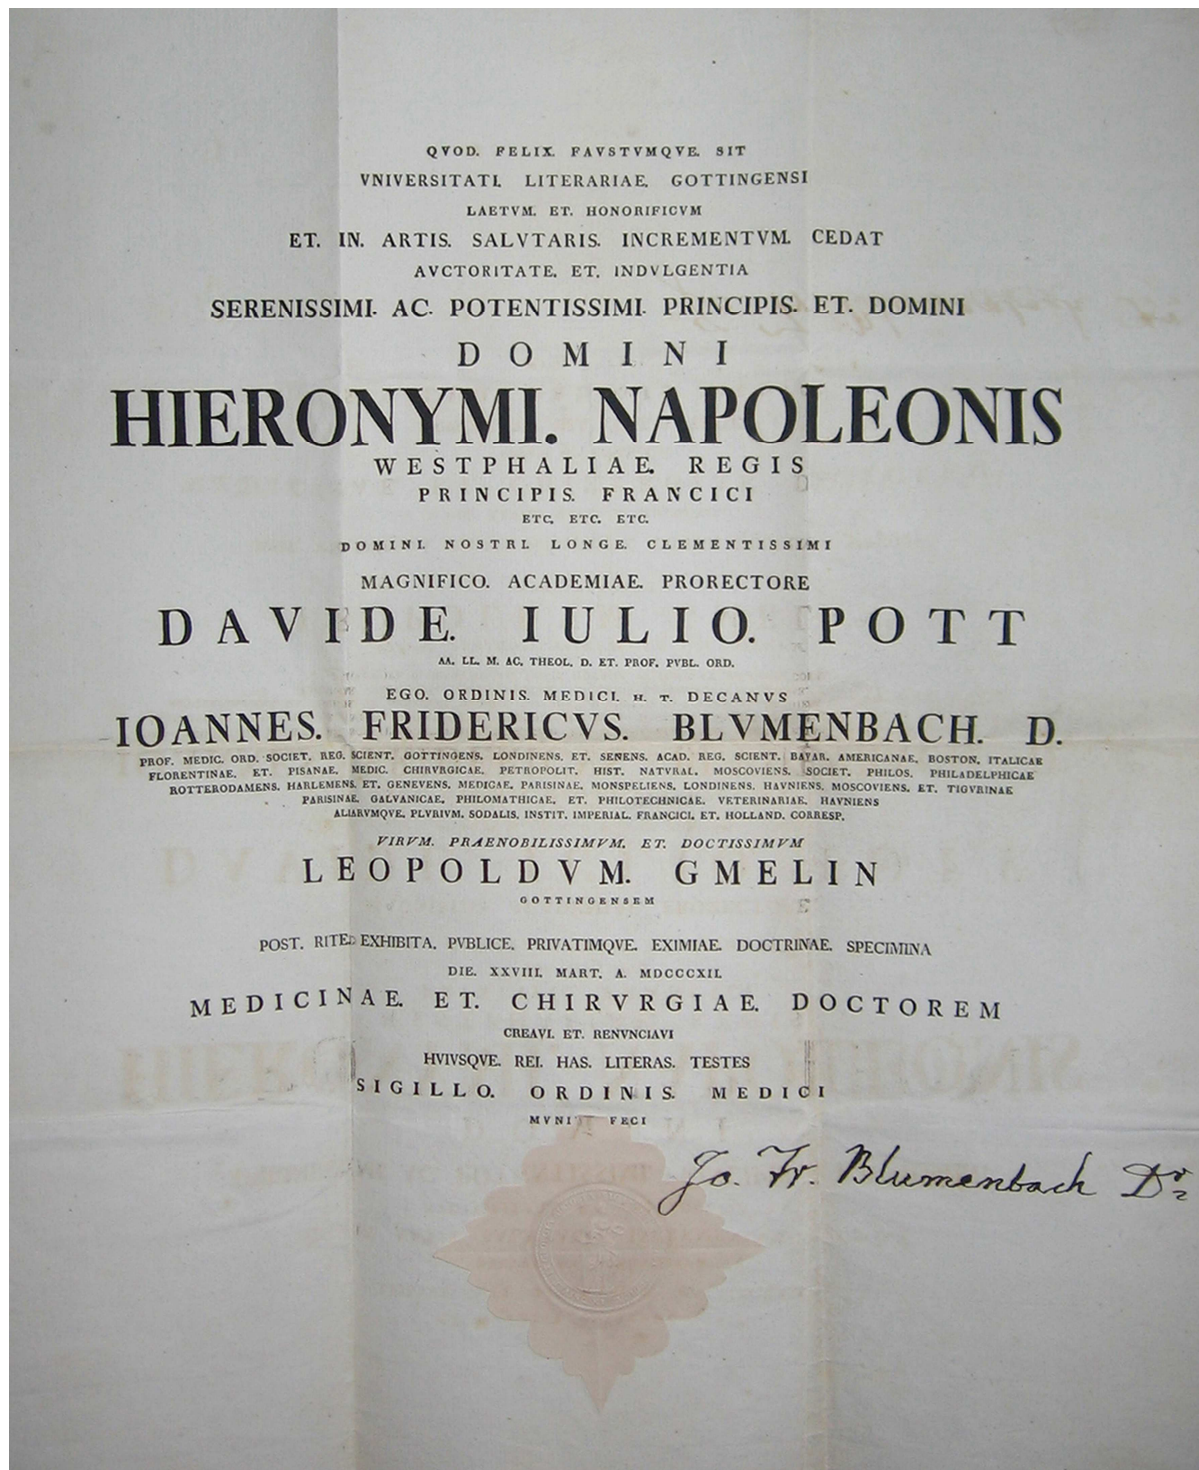 QVOD. FELIX. FAVSTVMQVE. SIT
VNIVERSITATI. LITERARIAE. GOTTINGENSI
LAETVM. ET. HONORIFICVM
ET. IN. ARTIS. SALVTARIS. INCREMENTVM. CEDAT
AVCTORITATE. ET. INDVLGENTIA
SERENISSIMI. AC. POTENTISSIMI. PRINCIPIS. ET. DOMINI
DOMINI
HIERONYMI. NAPOLEONIS
WESTPHALIAE. REGIS
PRINCIPIS. FRANCICI
ETC. ETC. ETC.
DOMINI. NOSTRI. LONGE. CLEMENTISSIMI
MAGNIFICO. ACADEMIAE. PRORECTORE
DAVIDE. IULIO. POTT
AA. LL. M. AC. THEOL. D. ET. PROF. PVBL. ORD.
EGO. ORDINIS. MEDICI. H. T. DECANVS
IOANNES. FRIDERICVS. BLVMENBACH. D.
PROF. MEDIC. ORD. SOCIET. REG. SCIENT. GOTTINGENS. LONDINENS. ET. SENENS. ACAD. REG. SCIENT. BAVAR. AMERICANAE. BOSTON. ITALICAE
FLORENTINAE. ET. PISANAE. MEDIC. CHIRVRGICAE. PETROPOLIT. HIST. NATVRAL. MOSCOVIENS. SOCIET. PHILOS. PHILADELPHICAE
ROTTERODAMENS. HARLEMENS. ET. GENEVENS. MEDICAE. PARISINAE. MONSPELIENS. LONDINENS. HAVNIENS. MOSCOVIENS. ET. TIGVRINAE
PARISINAE. GALVANICAE. PHILOMATHICAE. ET. PHILOTECHNICAE. VETERINARIAE. HAVNIENS
ALIARVMQVE. PLVRIVM. SODALIS. INSTIT. IMPERIAL. FRANCICI. ET. HOLLAND. CORRESP.
VIRVM. PRAENOBILISSIMVM. ET. DOCTISSIMVM
LEOPOLDVM. GMELIN
GOTTINGENSEM
POST. RITE. EXHIBITA. PVBLICE. PRIVATIMQVE. EXIMIAE. DOCTRINAE. SPECIMINA
DIE. XXVIII. MART. A. MDCCCXII.
MEDICINAE. ET. CHIRVRGIAE. DOCTOREM
CREAVI. ET. RENVNCIAVI
HVIVSQVE. REI. HAS. LITERAS. TESTES
SIGILLO. ORDINIS. MEDICI
FECI
Jo. Fr. Blumenbach Dr